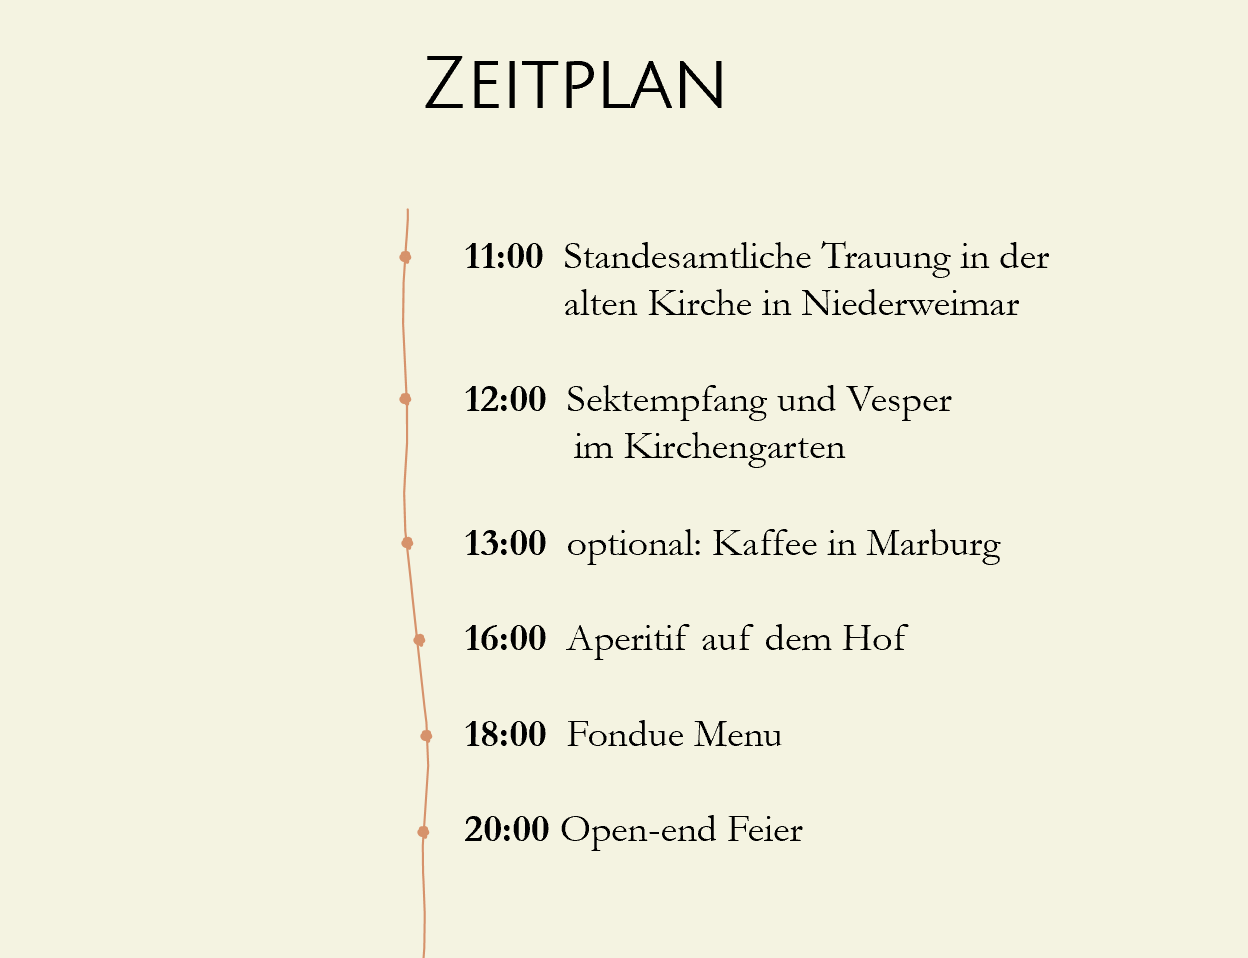 ZEITPLAN
11:00 Standesamtliche Trauung in der
alten Kirche in Niederweimar
12:00 Sektempfang und Vesper
im Kirchengarten
13:00 optional: Kaffee in Marburg
16:00 Aperitif auf dem Hof
18:00 Fondue Menu
20:00 Open-end Feier